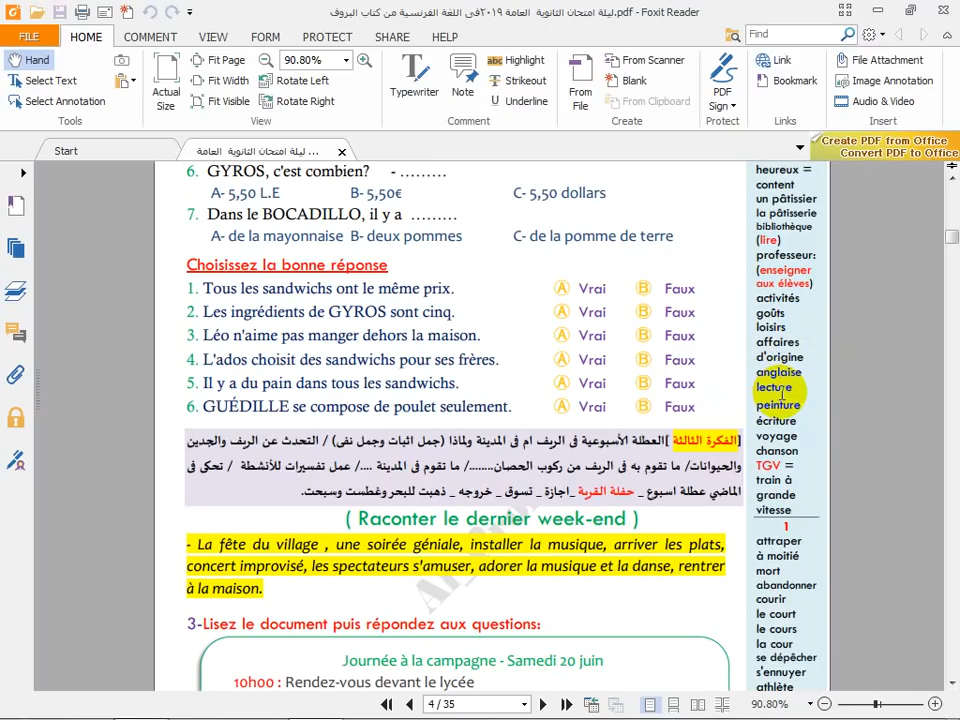 ليلة امتحان الثانوية العامة ٢٠١٩فى اللغة الفرنسية من كتاب البروف.pdf - Foxit Reader
FILE HOME COMMENT VIEW FORM PROTECT SHARE HELP
Find
Hand
Select Text
Select Annotation
Tools
Actual Size
Fit Page
Fit Width
Fit Visible
90.80%
Rotate Left
Rotate Right
View
Typewriter
Note
Highlight
Strikeout
Underline
Comment
From File
From Scanner
Blank
From Clipboard
Create
PDF Sign
Protect
Link
Bookmark
Links
File Attachment
Image Annotation
Audio & Video
Insert
Start
ليلة امتحان الثانوية العامة ...
Create PDF from Office
Convert PDF to Office
6. GYROS, c'est combien? - .........
A- 5,50 L.E B- 5,50€ C- 5,50 dollars
7. Dans le BOCADILLO, il y a .........
A- de la mayonnaise B- deux pommes C- de la pomme de terre
Choisissez la bonne réponse
1. Tous les sandwichs ont le même prix. A Vrai B Faux
2. Les ingrédients de GYROS sont cinq. A Vrai B Faux
3. Léo n'aime pas manger dehors la maison. A Vrai B Faux
4. L'ados choisit des sandwichs pour ses frères. A Vrai B Faux
5. Il y a du pain dans tous les sandwichs. A Vrai B Faux
6. GUÉDILLE se compose de poulet seulement. A Vrai B Faux
[الفكرة الثالثة ]العطلة الأسبوعية فى الريف ام فى المدينة ولماذا (جمل اثبات وجمل نفى) / التحدث عن الريف والجدين
والحيوانات/ ما تقوم به فى الريف من ركوب الحصان........./ ما تقوم فى المدينة ..../ عمل تفسيرات للأنشطة / تحكى فى
الماضي عطلة اسبوع _ حفلة القرية _اجازة _ تسوق _ خروجه _ ذهبت للبحر وغطست وسبحت.
( Raconter le dernier week-end )
- La fête du village , une soirée géniale, installer la musique, arriver les plats,
concert improvisé, les spectateurs s'amuser, adorer la musique et la danse, rentrer
à la maison.
3-Lisez le document puis répondez aux questions:
Journée à la campagne - Samedi 20 juin
10h00 : Rendez-vous devant le lycée
heureux =
content
un pâtissier
la pâtisserie
bibliothèque
(lire)
professeur:
(enseigner
aux élèves)
activités
goûts
loisirs
affaires
d'origine
anglaise
lecture
peinture
écriture
voyage
chanson
TGV =
train à
grande
vitesse
1
attraper
à moitié
mort
abandonner
courir
le court
le cours
la cour
se dépêcher
s'ennuyer
athlète
4 / 35
90.80%